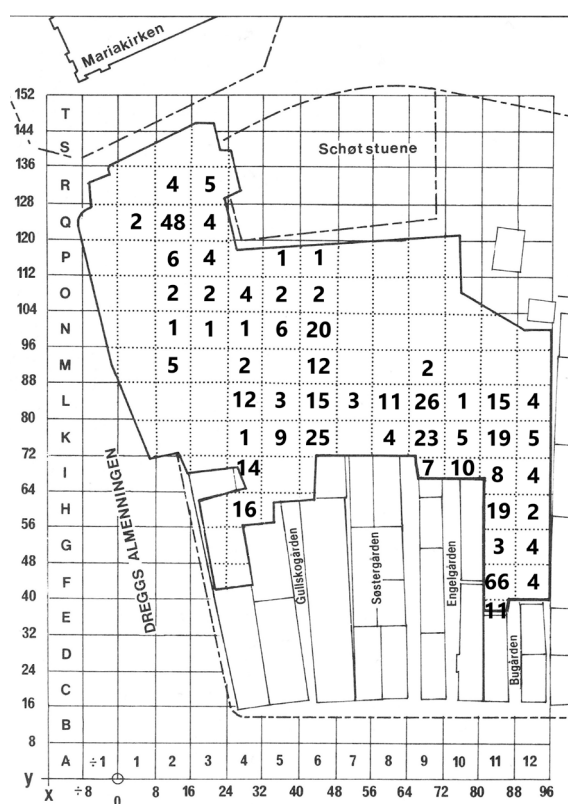 Mariakirken
152
T
144
S
Schøtstuene
136
R 4 5
128
Q 2 48 4
120
P 6 4 1 1
112
O 2 2 4 2 2
104
N 1 1 1 6 20
96
M 5 2 12 2
88
L 12 3 15 3 11 26 1 15 4
80
K 1 9 25 4 23 5 19 5
72
I 14 7 10 8 4
64
H 16 19 2
56
G 3 4
48
F 66 4
40
E 11
32
D
24
C
16
B
8
DREGGS ALMENNINGEN
Gullskogården
Søstergården
Engelgården
Bugården
A ÷1 1 2 3 4 5 6 7 8 9 10 11 12
y
X ÷8 0 8 16 24 32 40 48 56 64 72 80 88 96